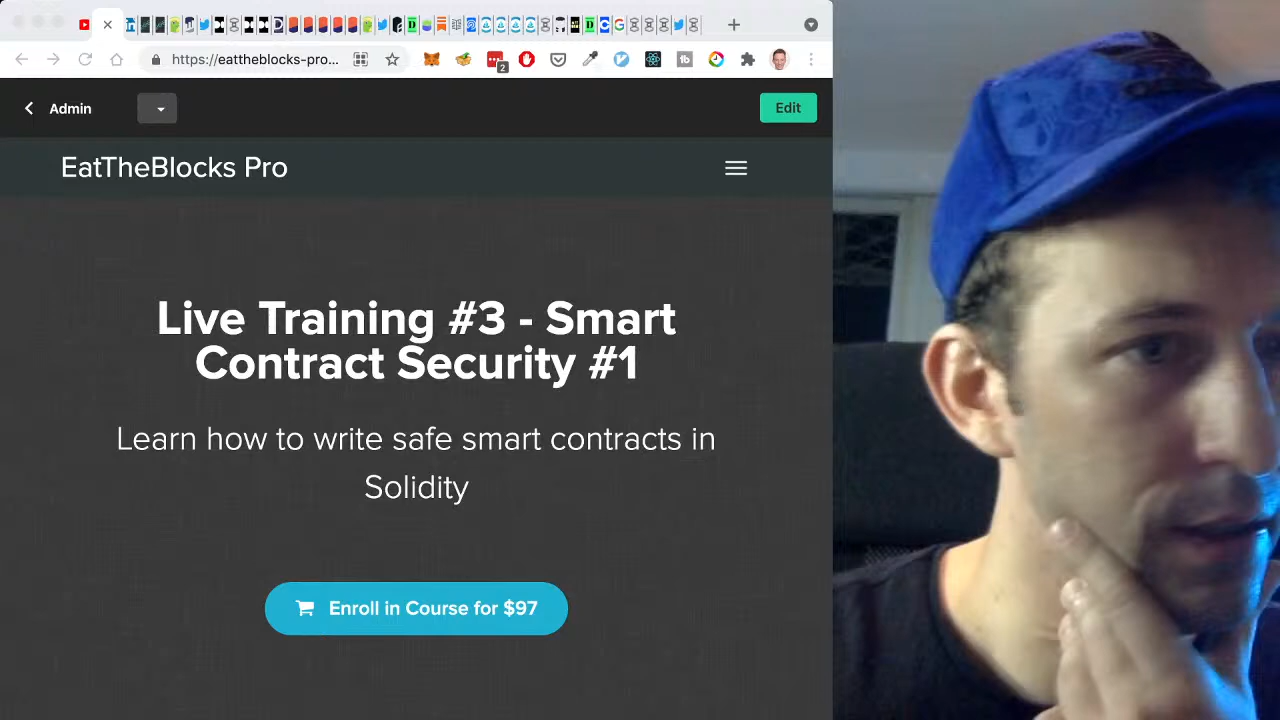 https://eattheblocks-pro...
2
Admin
Edit
EatTheBlocks Pro
Live Training #3 - Smart
Contract Security #1
Learn how to write safe smart contracts in
Solidity
Enroll in Course for $97